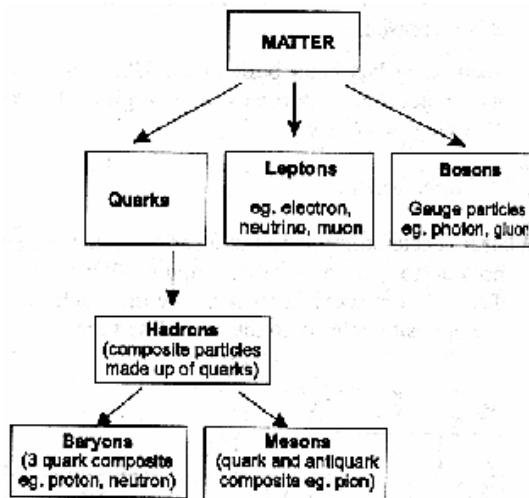 MATTER
Quarks
Leptons
eg. electron,
neutrino, muon
Bosons
Gauge particles
eg. photon, gluon
Hadrons
(composite particles
made up of quarks)
Baryons
(3 quark composite
eg. proton, neutron)
Mesons
(quark and antiquark
composite eg. pion)